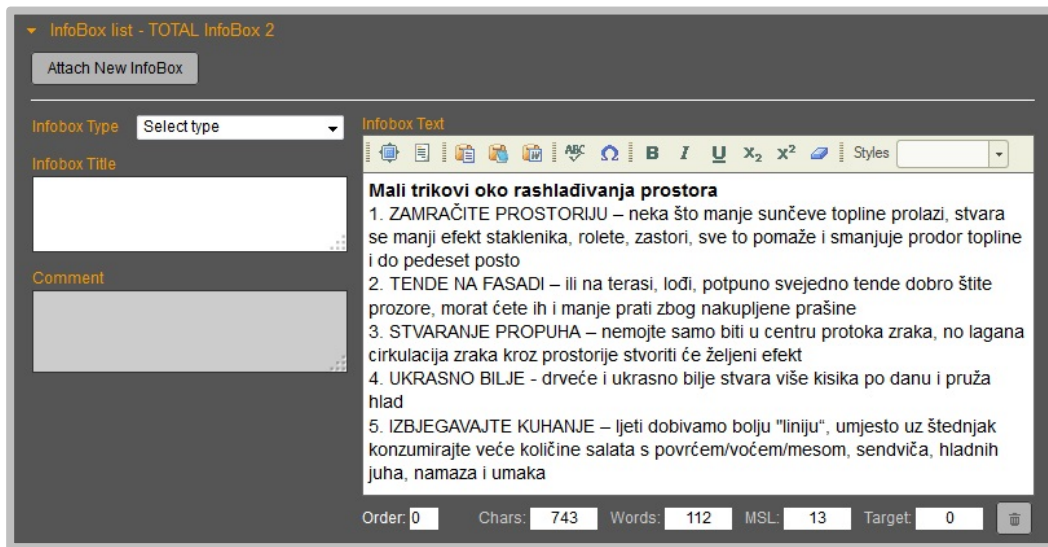 InfoBox list - TOTAL InfoBox 2
Attach New InfoBox
Infobox Type Select type
Infobox Title
Comment
Infobox Text
ABC Ω B I U X₂ X² Styles
Mali trikovi oko rashlađivanja prostora
1. ZAMRAČITE PROSTORIJU – neka što manje sunčeve topline prolazi, stvara
se manji efekt staklenika, rolete, zastori, sve to pomaže i smanjuje prodor topline
i do pedeset posto
2. TENDE NA FASADI – ili na terasi, lođi, potpuno svejedno tende dobro štite
prozore, morat ćete ih i manje prati zbog nakupljene prašine
3. STVARANJE PROPUHA – nemojte samo biti u centru protoka zraka, no lagana
cirkulacija zraka kroz prostorije stvoriti će željeni efekt
4. UKRASNO BILJE - drveće i ukrasno bilje stvara više kisika po danu i pruža
hlad
5. IZBJEGAVAJTE KUHANJE – ljeti dobivamo bolju "liniju“, umjesto uz štednjak
konzumirajte veće količine salata s povrćem/voćem/mesom, sendviča, hladnih
juha, namaza i umaka
Order: 0 Chars: 743 Words: 112 MSL: 13 Target: 0